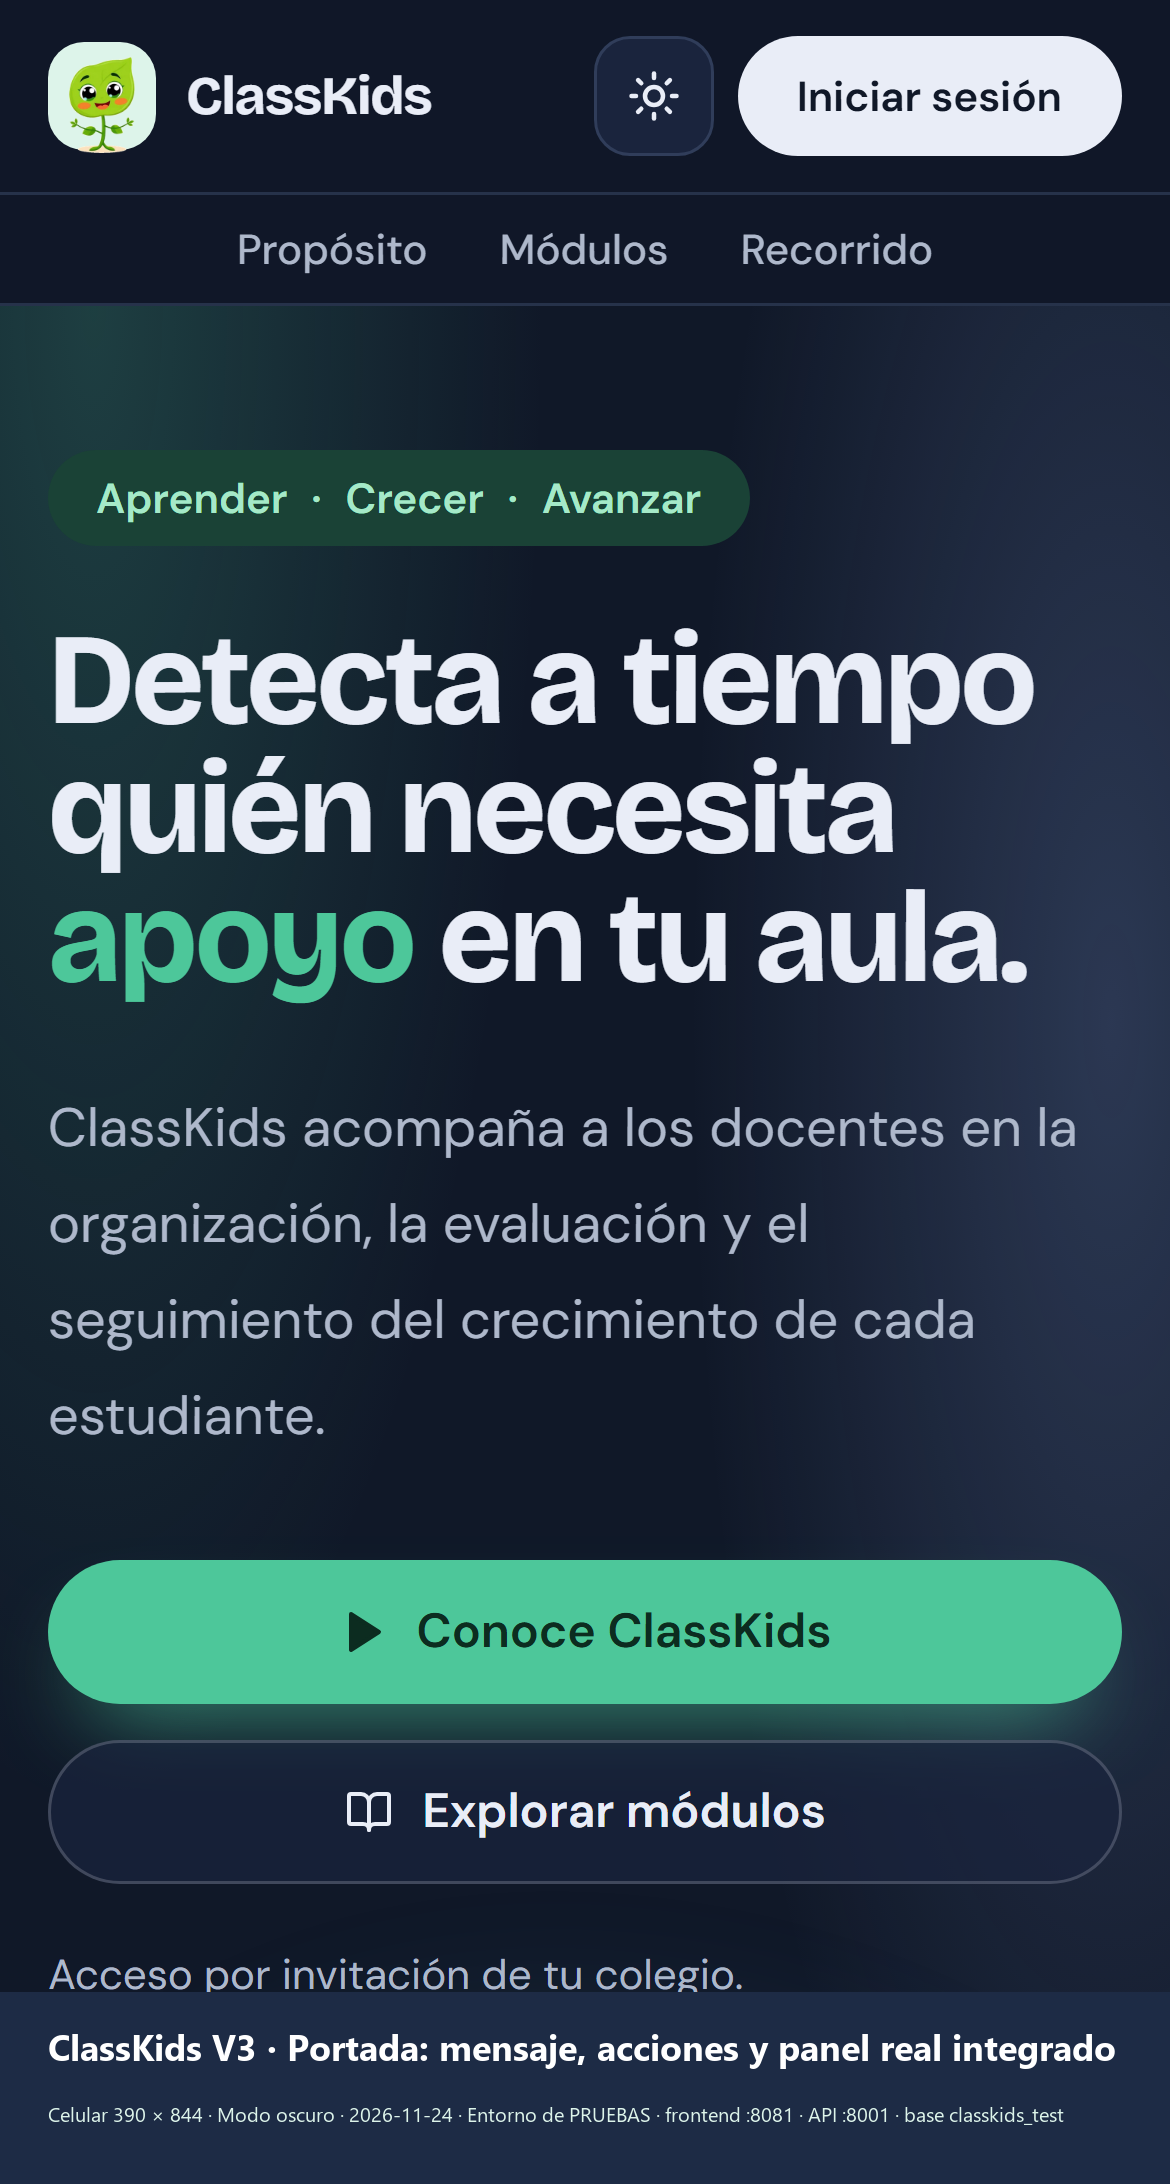 ClassKids
Iniciar sesión
Propósito Módulos Recorrido
Aprender · Crecer · Avanzar
Detecta a tiempo
quién necesita
apoyo en tu aula.
ClassKids acompaña a los docentes en la
organización, la evaluación y el
seguimiento del crecimiento de cada
estudiante.
Conoce ClassKids
Explorar módulos
Acceso por invitación de tu colegio.
ClassKids V3 · Portada: mensaje, acciones y panel real integrado
Celular 390 × 844 · Modo oscuro · 2026-11-24 · Entorno de PRUEBAS · frontend :8081 · API :8001 · base classkids_test